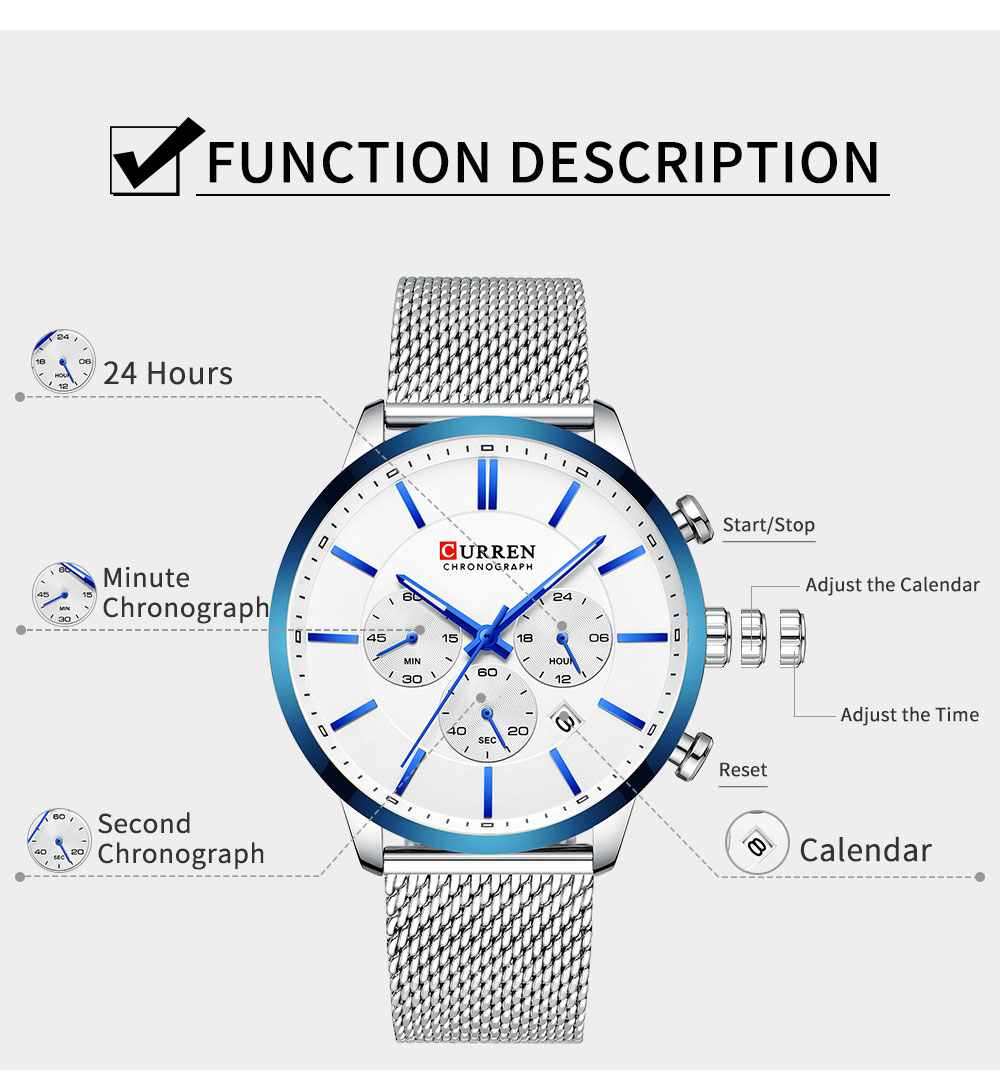 FUNCTION DESCRIPTION
24
18 06
HOUR
12
24 Hours
CURREN
CHRONOGRAPH
Start/Stop
60
45 15
MIN
30
Minute
Chronograph
Adjust the Calendar
60
45 15
MIN
30
24
18 06
HOUR
12
60
40 20
SEC
8
Adjust the Time
Reset
60
40 20
SEC
Second
Chronograph
8
Calendar